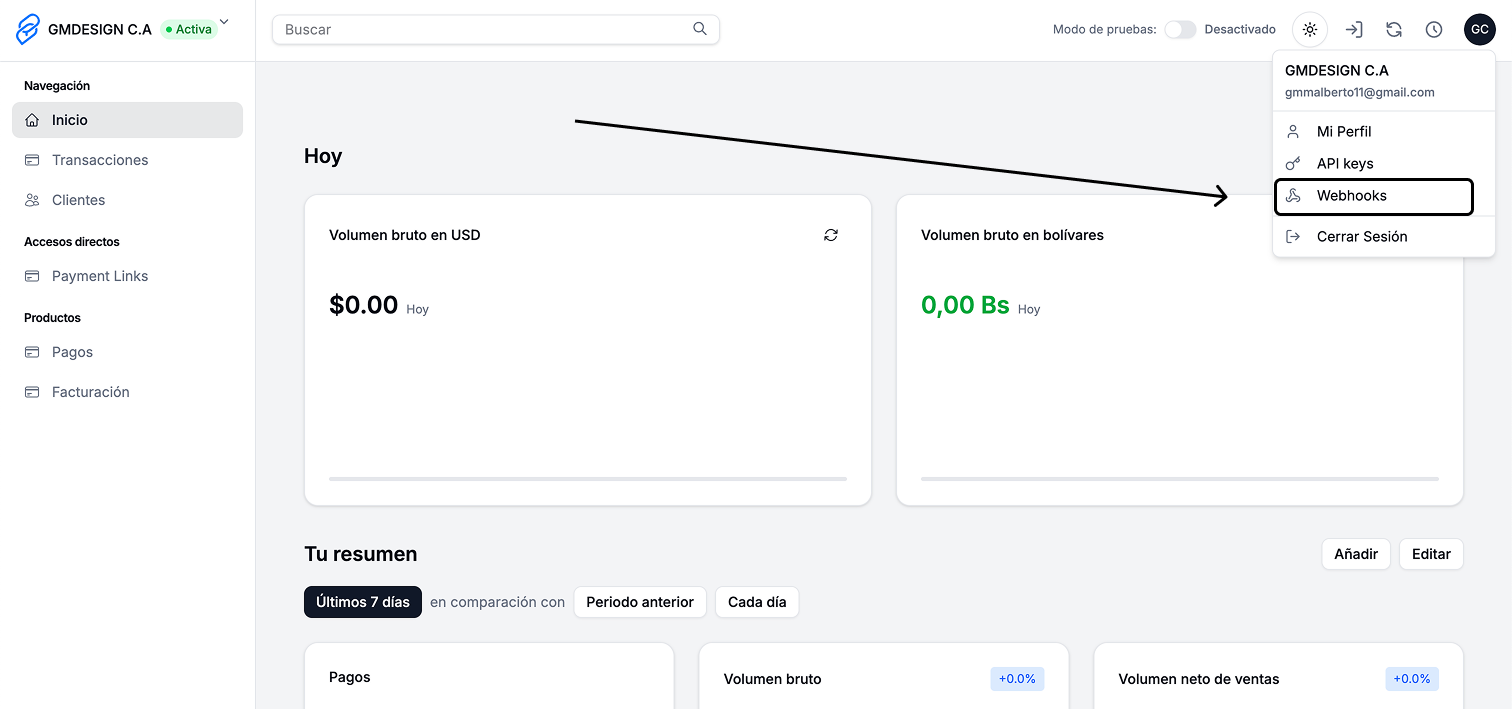 GMDESIGN C.A Activa
Buscar
Modo de pruebas: Desactivado
GC
GMDESIGN C.A
gmmalberto11@gmail.com
Mi Perfil
API keys
Webhooks
Cerrar Sesión
Navegación
Inicio
Transacciones
Clientes
Accesos directos
Payment Links
Productos
Pagos
Facturación
Hoy
Volumen bruto en USD
$0.00 Hoy
Volumen bruto en bolívares
0,00 Bs Hoy
Tu resumen
Añadir
Editar
Últimos 7 días en comparación con Periodo anterior Cada día
Pagos
Volumen bruto +0.0%
Volumen neto de ventas +0.0%